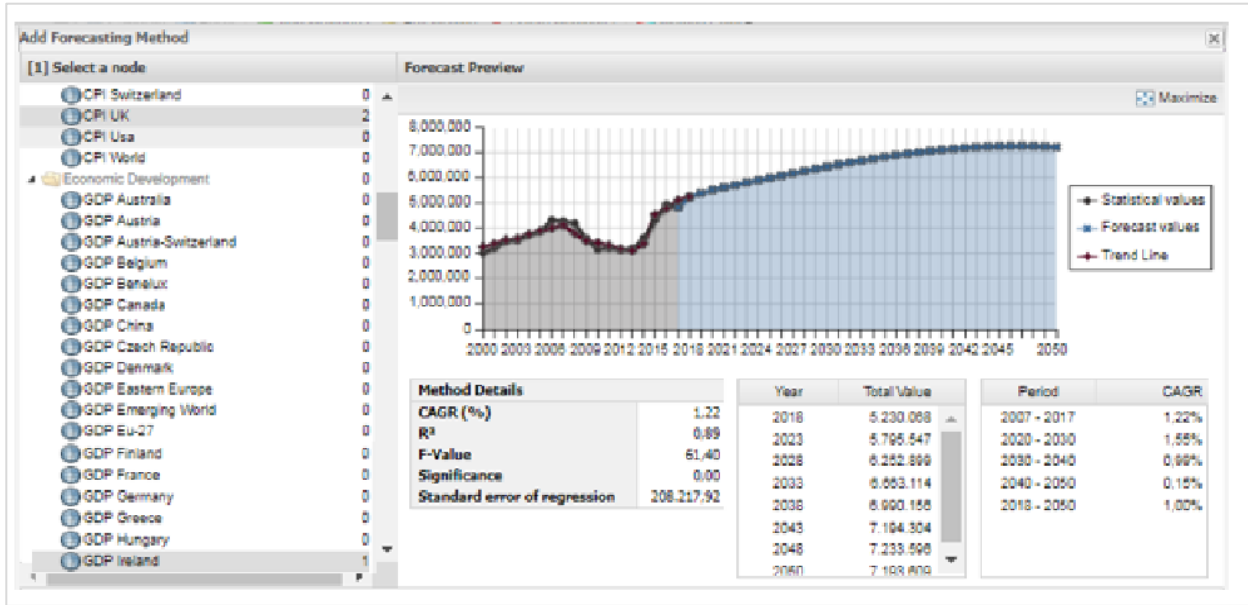 Add Forecasting Method
[1] Select a node
CPI Switzerland 0
CPI UK 2
CPI Usa 0
CPI World 0
Economic Development 0
GDP Australia 0
GDP Austria 0
GDP Austria-Switzerland 0
GDP Belgium 0
GDP Benelux 0
GDP Canada 0
GDP China 0
GDP Czech Republic 0
GDP Denmark 0
GDP Eastern Europe 0
GDP Emerging World 0
GDP Eu-27 0
GDP Finland 0
GDP France 0
GDP Germany 0
GDP Greece 0
GDP Hungary 0
GDP Ireland 1
Forecast Preview
Maximize
8,000,000
7,000,000
6,000,000
5,000,000
4,000,000
3,000,000
2,000,000
1,000,000
0
2000 2003 2006 2009 2012 2015 2018 2021 2024 2027 2030 2033 2036 2039 2042 2045 2050
Statistical values
Forecast values
Trend Line
Method Details
CAGR (%) 1,22
R² 0,89
F-Value 61,40
Significance 0,00
Standard error of regression 208.217,92
Year Total Value
2018 5.230.068
2023 5.795.547
2028 6.252.899
2033 6.663.114
2038 6.990.156
2043 7.194.304
2048 7.233.596
2050 7.193.609
Period CAGR
2007 - 2017 1,22%
2020 - 2030 1,55%
2030 - 2040 0,99%
2040 - 2050 0,15%
2018 - 2050 1,00%